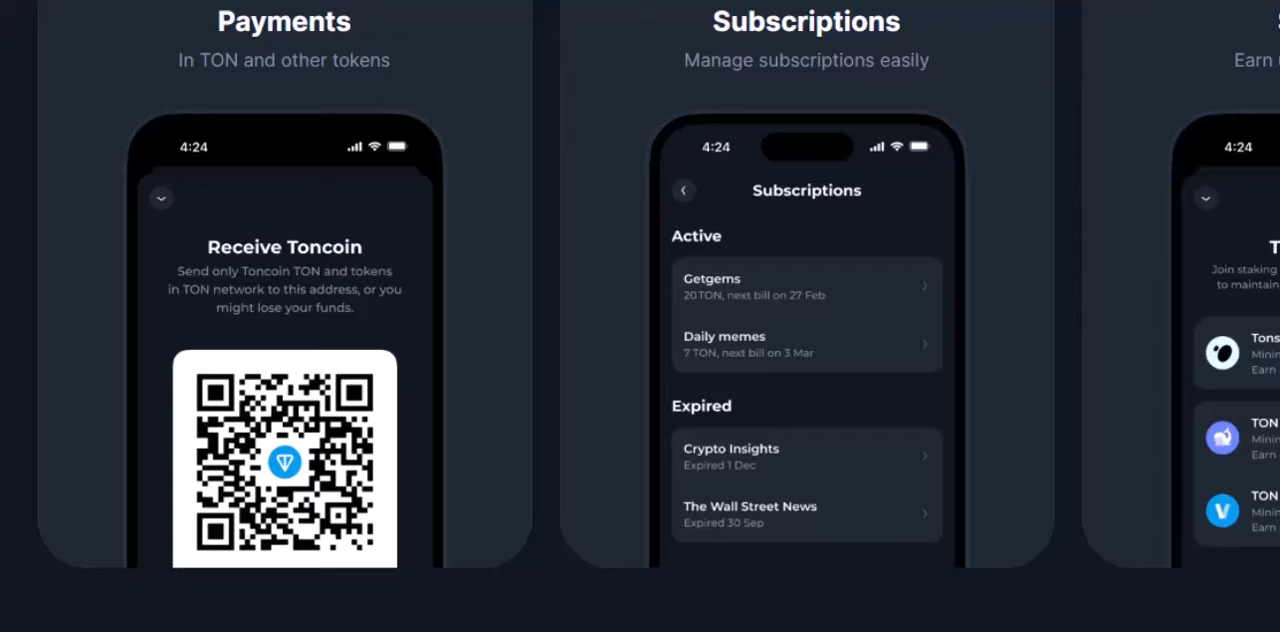 Payments
In TON and other tokens
4:24
Receive Toncoin
Send only Toncoin TON and tokens
in TON network to this address, or you
might lose your funds.
Subscriptions
Manage subscriptions easily
4:24
Subscriptions
Active
Getgems
20 TON, next bill on 27 Feb
Daily memes
7 TON, next bill on 3 Mar
Expired
Crypto Insights
Expired 1 Dec
The Wall Street News
Expired 30 Sep
Earn
4:24
Join staking
to maintain
TON
Earn
TON